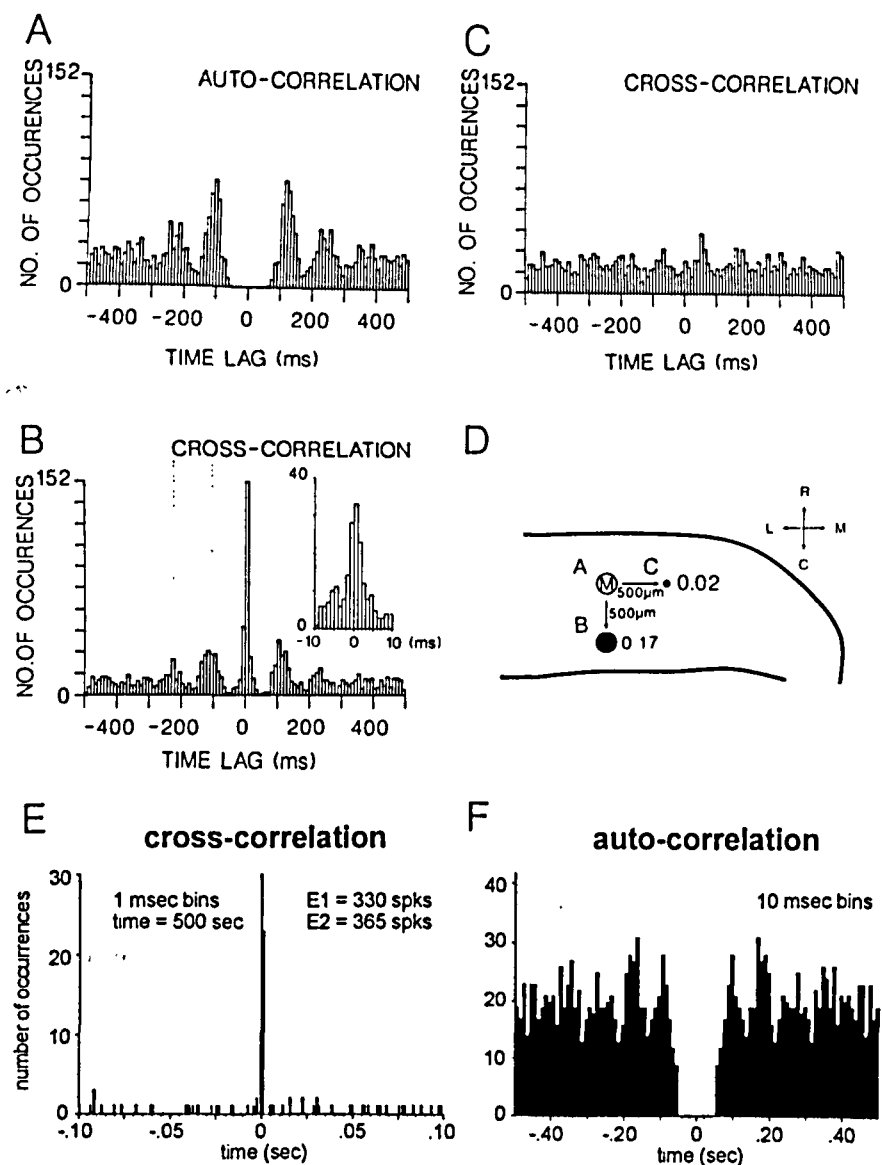 A
AUTO-CORRELATION
NO. OF OCCURENCES
152
0
-400 -200 0 200 400
TIME LAG (ms)
C
CROSS-CORRELATION
NO. OF OCCURENCES
152
0
-400 -200 0 200 400
TIME LAG (ms)
B
CROSS-CORRELATION
NO.OF OCCURENCES
152
0
-400 -200 0 200 400
TIME LAG (ms)
40
0
-10 0 10 (ms)
D
R
L M
C
A M C 0.02
500µm
500µm
B 0 17
E
cross-correlation
number of occurrences
30
20
10
0
1 msec bins
time = 500 sec
E1 = 330 spks
E2 = 365 spks
-.10 -.05 0 .05 .10
time (sec)
F
auto-correlation
10 msec bins
40
30
20
10
0
-.40 -.20 0 .20 .40
time (sec)